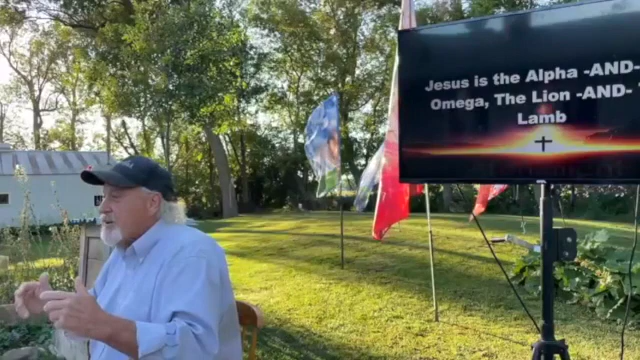 Jesus is the Alpha -AND-
Omega, The Lion -AND-
Lamb